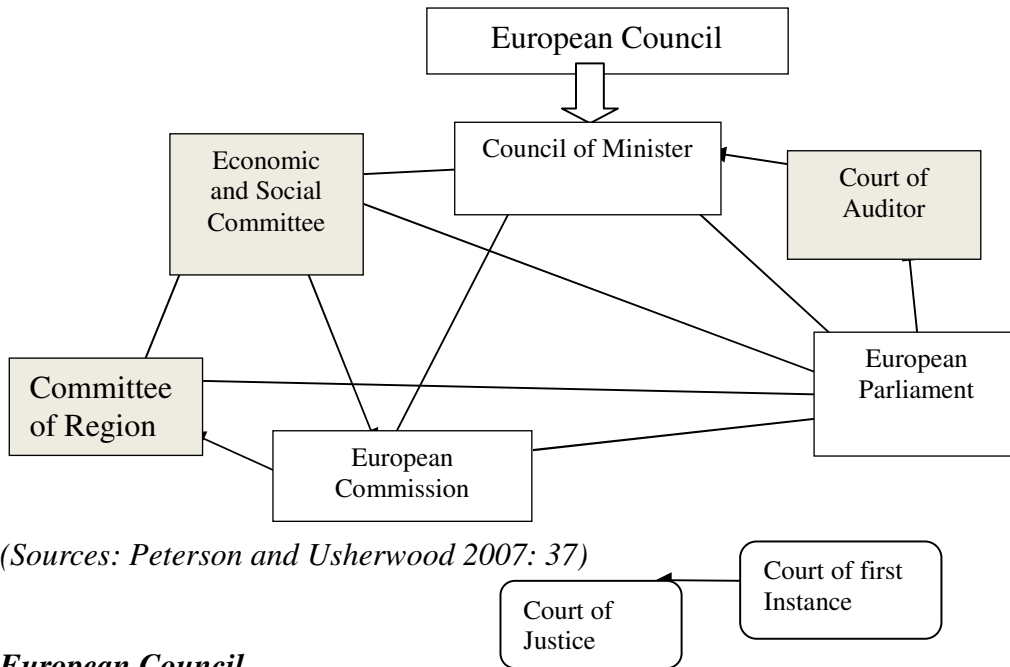 European Council
Council of Minister
Economic
and Social
Committee
Court of
Auditor
European
Parliament
Committee
of Region
European
Commission
(Sources: Peterson and Usherwood 2007: 37)
Court of first
Instance
Court of
Justice
European Council